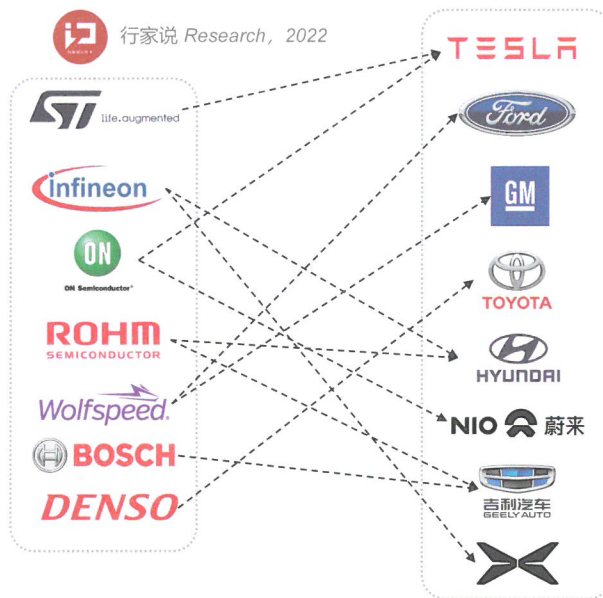 行家说 Research, 2022
ST life.augmented
infineon
ON
ON Semiconductor®
ROHM
SEMICONDUCTOR
Wolfspeed®
BOSCH
DENSO
TESLA
Ford
GM
TOYOTA
HYUNDAI
NIO 蔚来
吉利汽车
GEELY AUTO